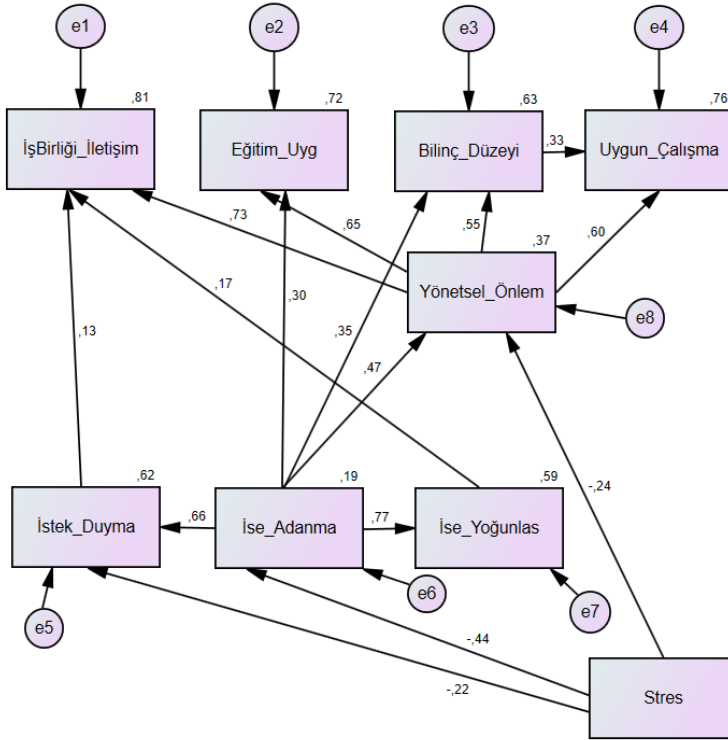 e1
e2
e3
e4
,81
,72
,63
,76
İşBirliği_İletişim
Eğitim_Uyg
Bilinç_Düzeyi
,33
Uygun_Çalışma
,73
,65
,55
,60
,37
Yönetsel_Önlem
,17
,30
,35
,47
e8
,13
-,24
,62
,19
,59
İstek_Duyma
,66
İse_Adanma
,77
İse_Yoğunlas
e5
e6
e7
-,44
-,22
Stres